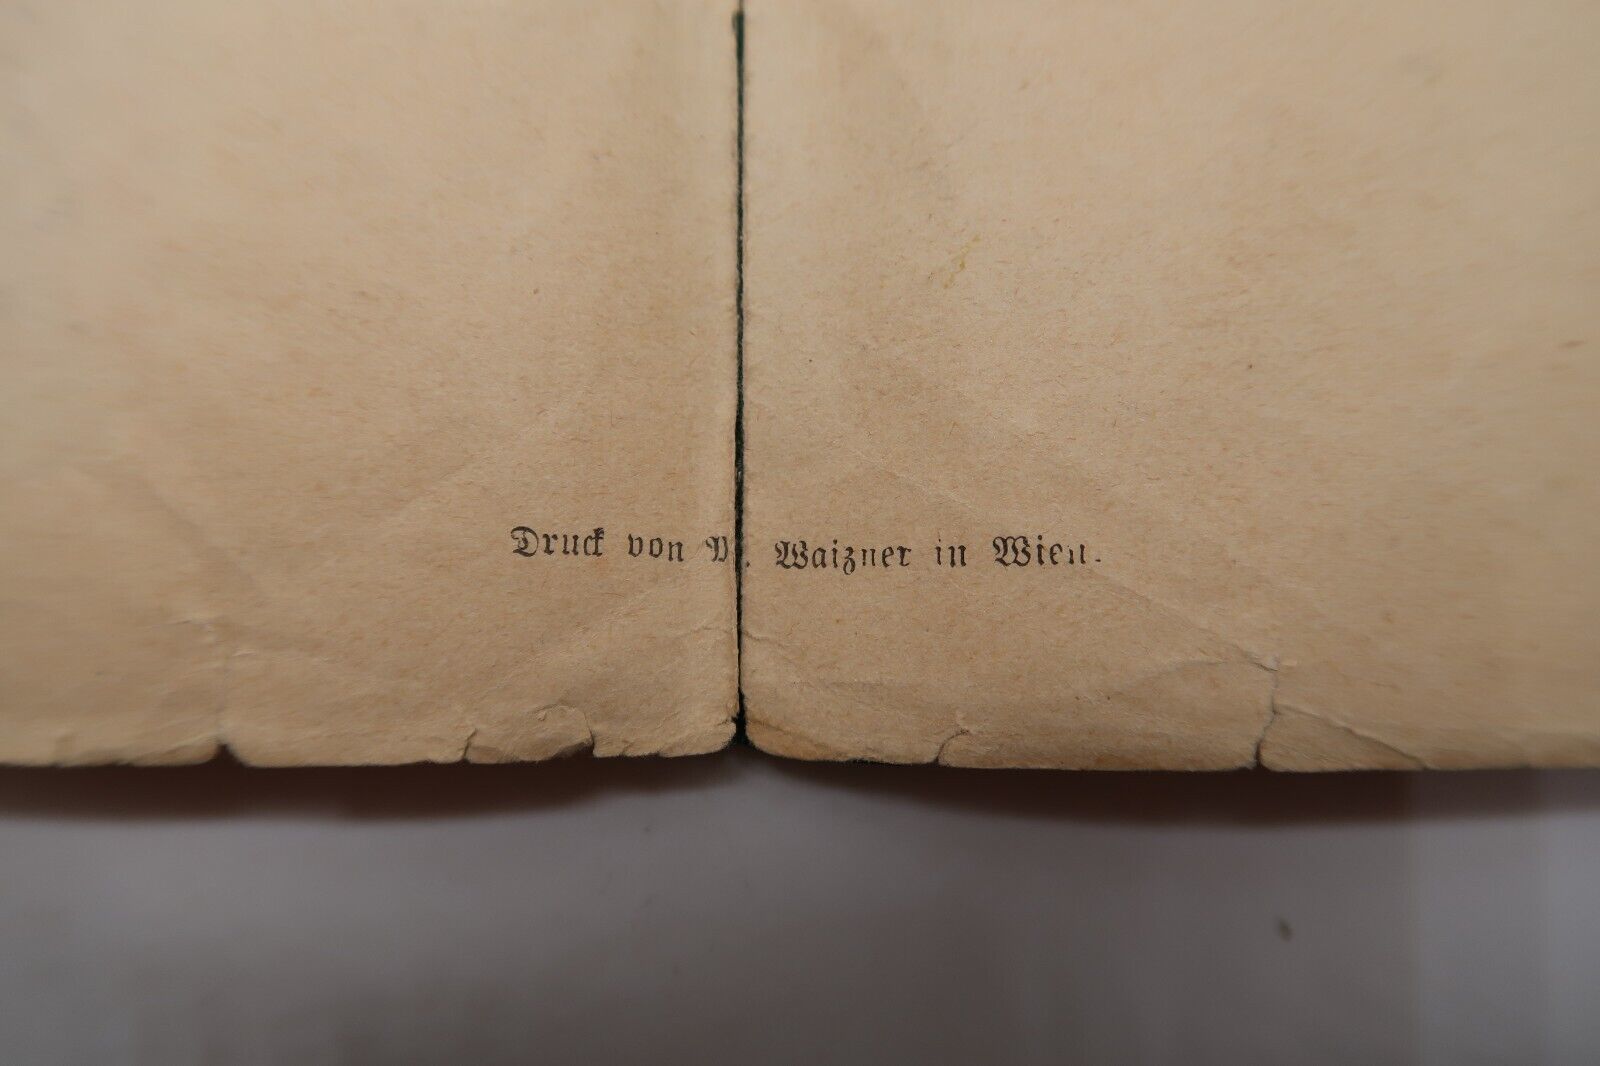 Druck von M. Waizner in Wien.